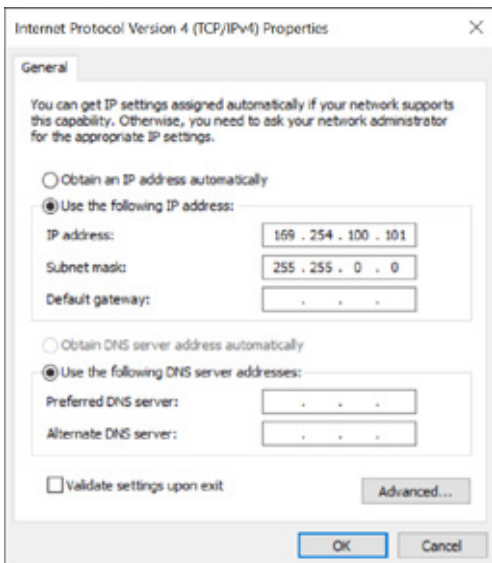 Internet Protocol Version 4 (TCP/IPv4) Properties
General
You can get IP settings assigned automatically if your network supports
this capability. Otherwise, you need to ask your network administrator
for the appropriate IP settings.
Obtain an IP address automatically
Use the following IP address:
IP address: 169 . 254 . 100 . 101
Subnet mask: 255 . 255 . 0 . 0
Default gateway: . . .
Obtain DNS server address automatically
Use the following DNS server addresses:
Preferred DNS server: . . .
Alternate DNS server: . . .
Validate settings upon exit
Advanced...
OK Cancel